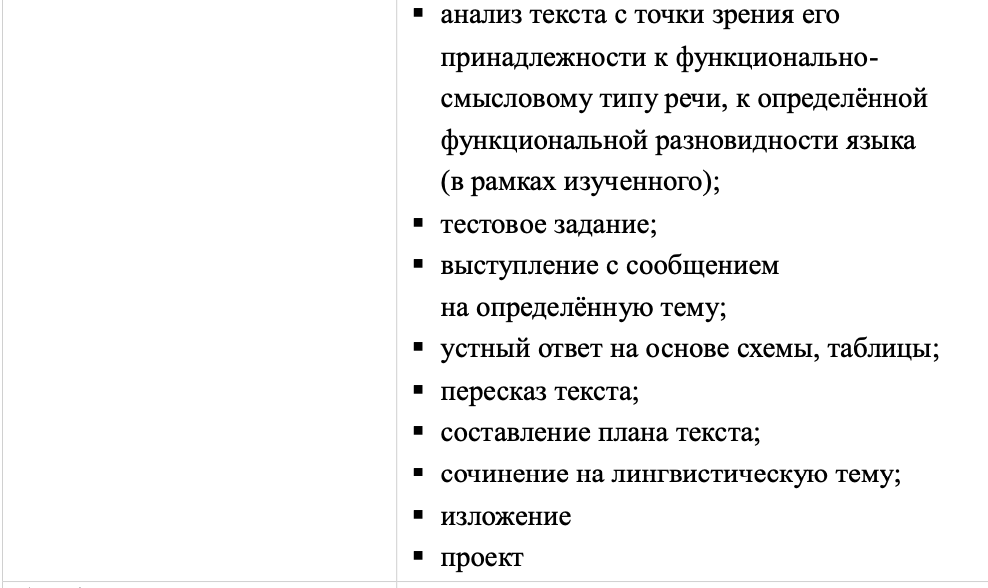 ▪ анализ текста с точки зрения его
принадлежности к функционально-
смысловому типу речи, к определённой
функциональной разновидности языка
(в рамках изученного);
▪ тестовое задание;
▪ выступление с сообщением
на определённую тему;
▪ устный ответ на основе схемы, таблицы;
▪ пересказ текста;
▪ составление плана текста;
▪ сочинение на лингвистическую тему;
▪ изложение
▪ проект